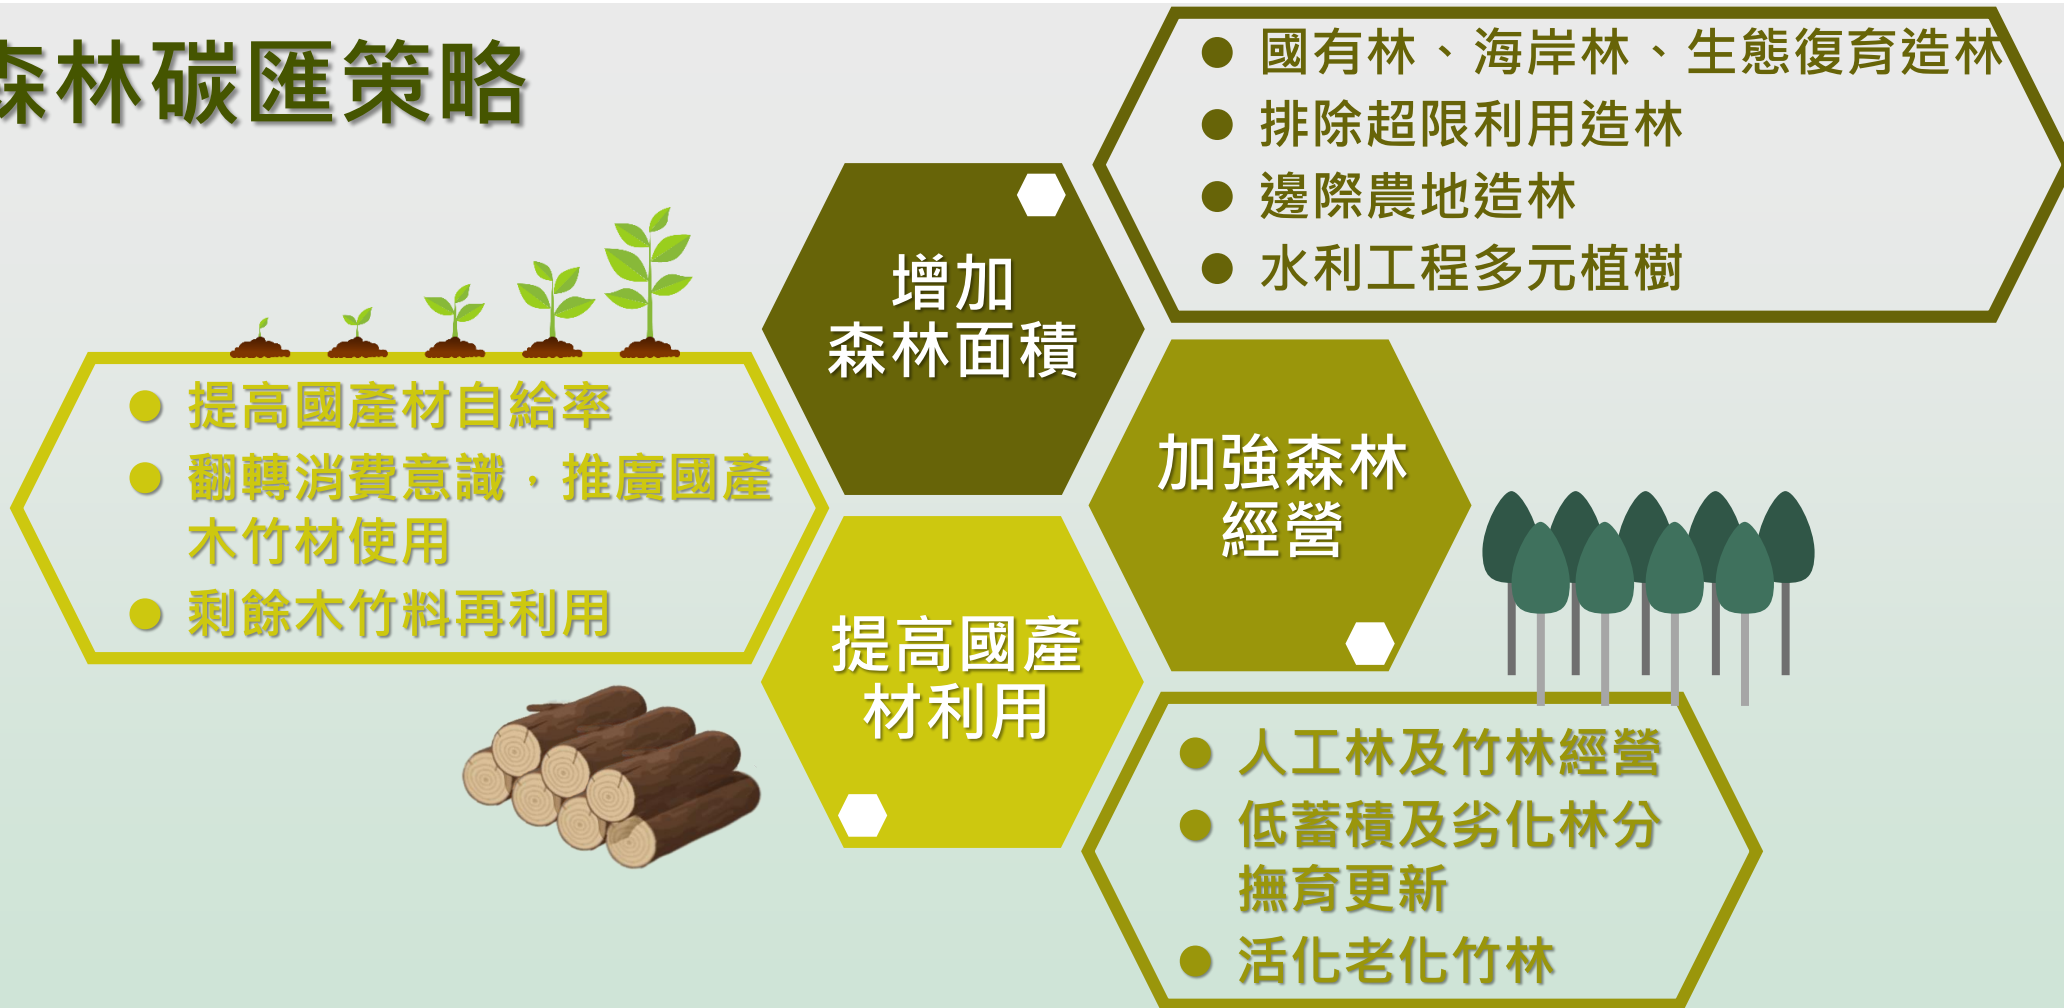 森林碳匯策略
● 國有林、海岸林、生態復育造林
● 排除超限利用造林
● 邊際農地造林
● 水利工程多元植樹
增加
森林面積
● 提高國產材自給率
● 翻轉消費意識，推廣國產
木竹材使用
● 剩餘木竹料再利用
加強森林
經營
提高國產
材利用
● 人工林及竹林經營
● 低蓄積及劣化林分
撫育更新
● 活化老化竹林